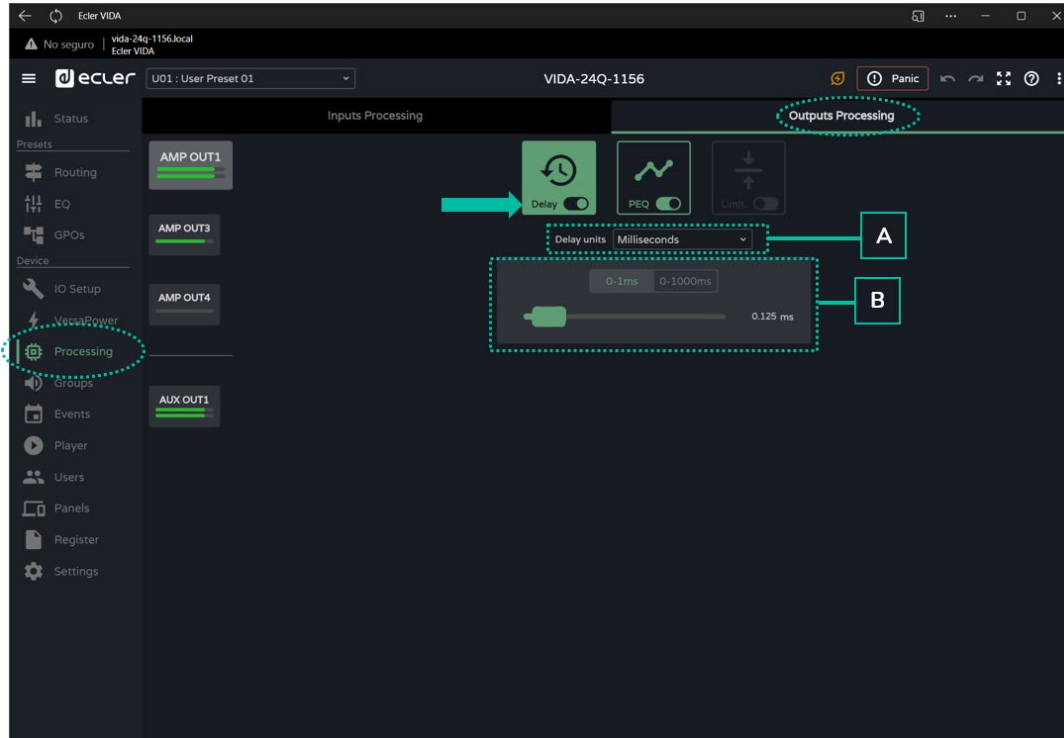 Ecler VIDA
No seguro | vida-24q-1156.local
Ecler VIDA
ecler
U01 : User Preset 01
VIDA-24Q-1156
Panic
Status
Presets
Routing
EQ
GPOs
Device
IO Setup
VersaPower
Processing
Groups
Events
Player
Users
Panels
Register
Settings
Inputs Processing
Outputs Processing
AMP OUT1
AMP OUT3
AMP OUT4
AUX OUT1
Delay
PEQ
Limit.
Delay units Milliseconds
A
0-1ms 0-1000ms
0.125 ms
B